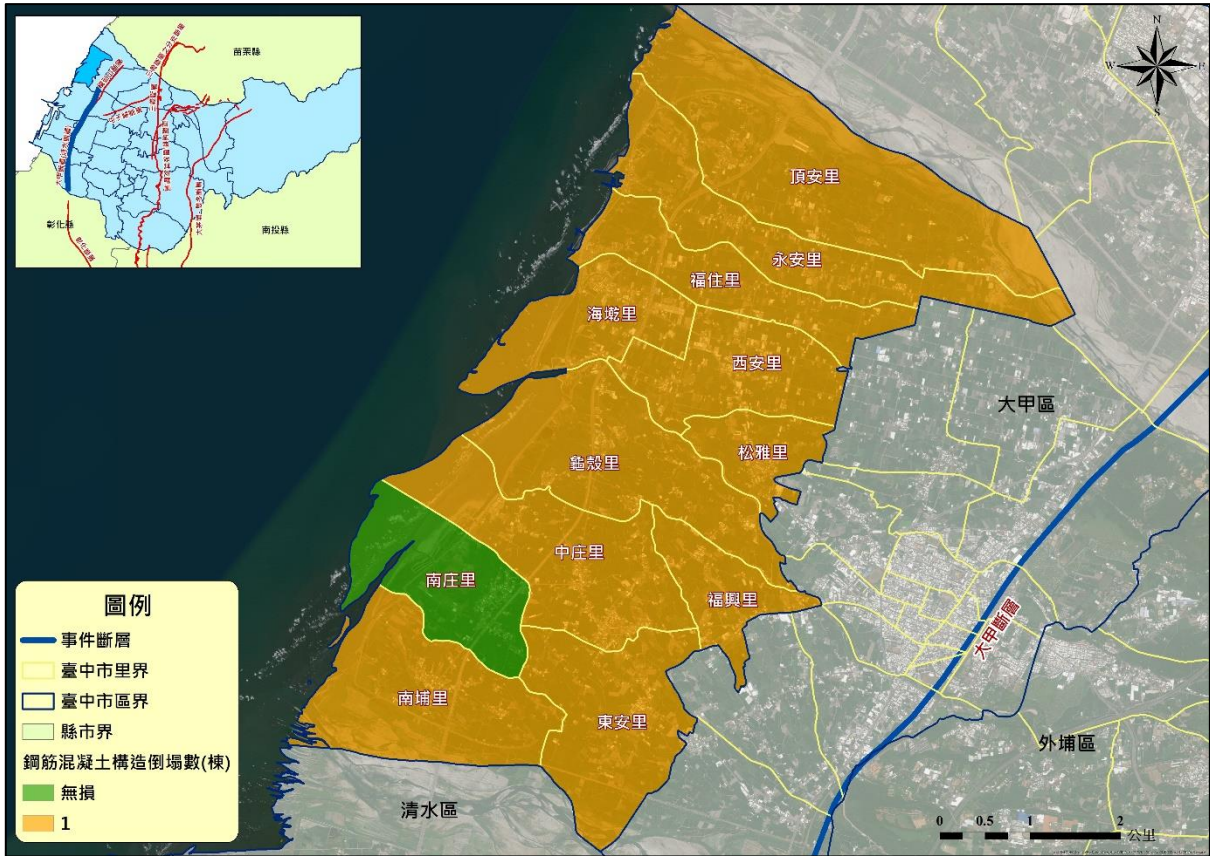 苗栗縣
彰化縣
南投縣
N
W
E
S
頂安里
永安里
福住里
海墘里
西安里
大甲區
松雅里
龜殼里
中庄里
南庄里
福興里
大甲斷層
南埔里
東安里
外埔區
清水區
圖例
事件斷層
臺中市里界
臺中市區界
縣市界
鋼筋混凝土構造倒塌數(棟)
無損
1
0 0.5 1 2
公里